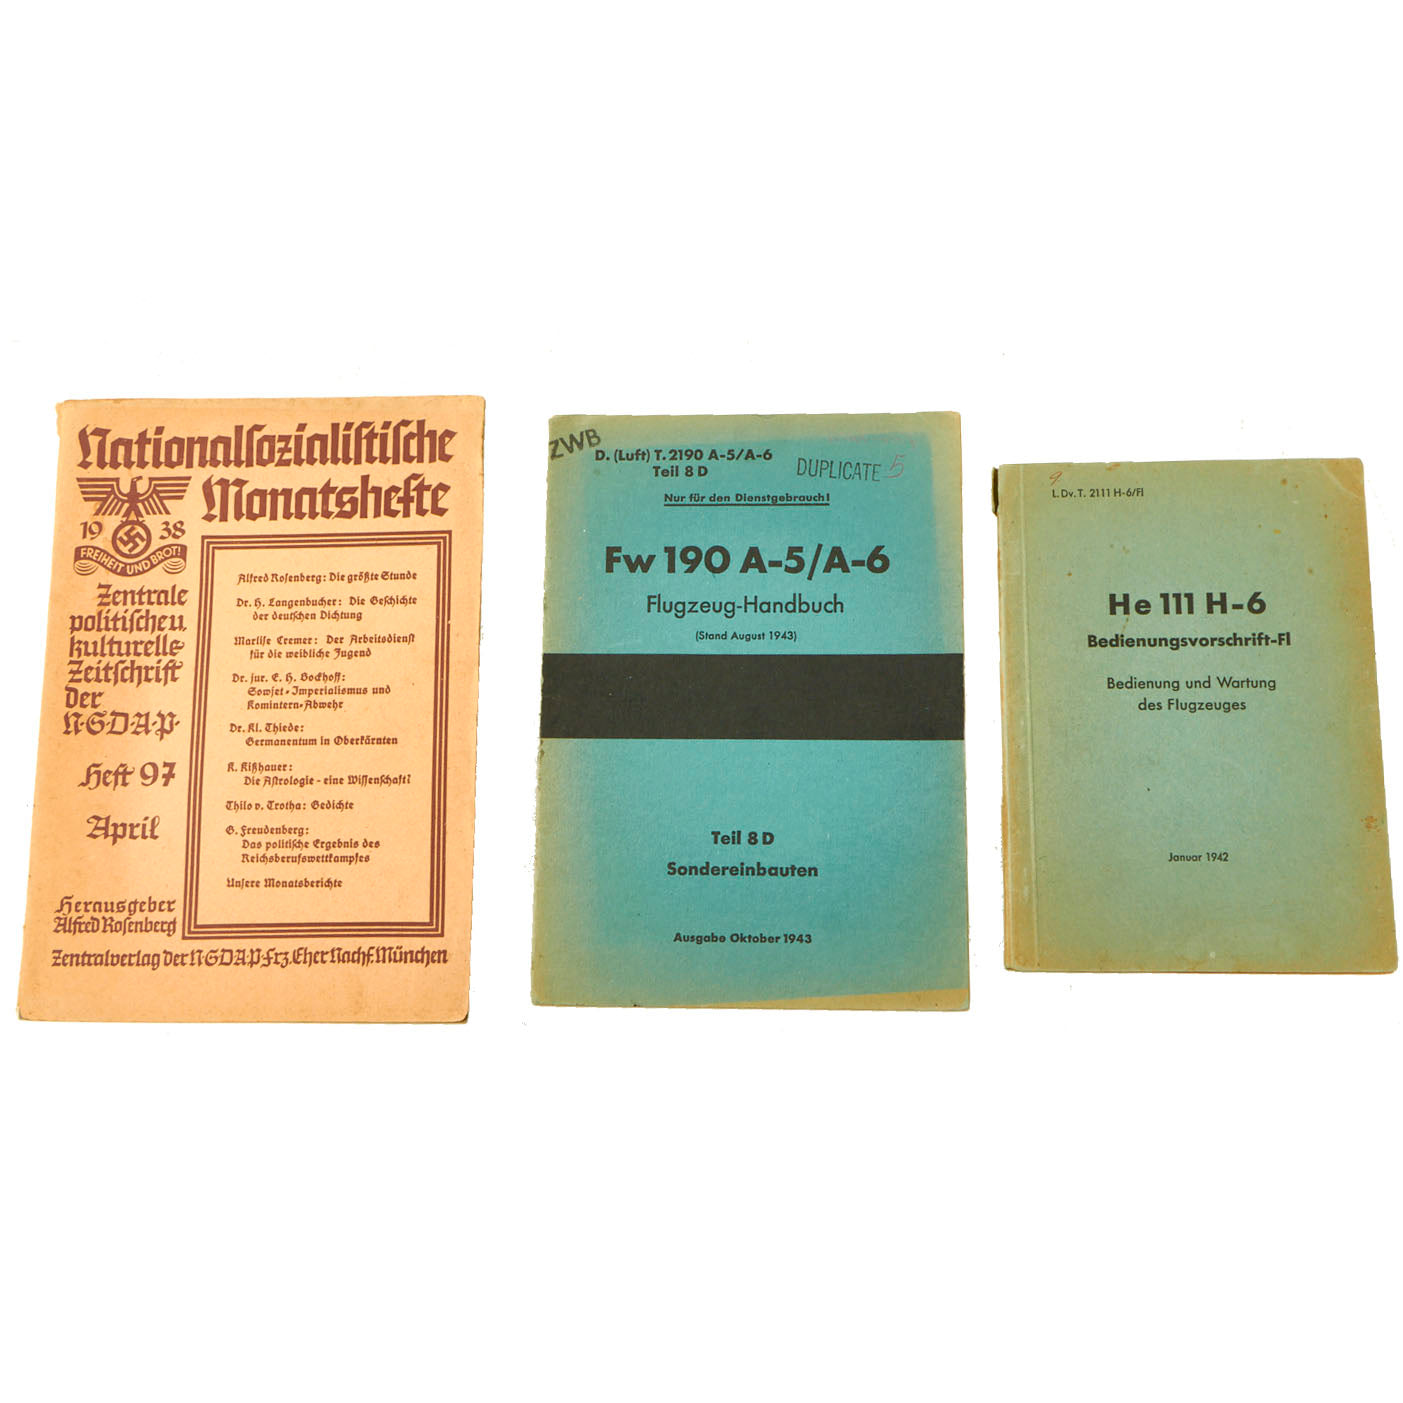 Nationalsozialistische
Monatshefte
19 38
FREIHEIT UND BROT!
Zentrale
politische u.
kulturelle
Zeitschrift
der
N·S·D·A·P·
Heft 97
April
Herausgeber
Alfred Rosenberg
Alfred Rosenberg: Die größte Stunde
Dr. H. Langenbucher: Die Geschichte
der deutschen Dichtung
Marlise Cremer: Der Arbeitsdienst
für die weibliche Jugend
Dr. jur. E. H. Bockhoff:
Sowjet-Imperialismus und
Komintern-Abwehr
Dr. Kl. Thiede:
Germanentum in Oberkärnten
K. Kißhauer:
Die Astrologie - eine Wissenschaft?
Thilo v. Trotha: Gedichte
G. Freudenberg:
Das politische Ergebnis des
Reichsberufswettkampfes
Unsere Monatsberichte
Zentralverlag der N·S·D·A·P· Frz. Eher Nachf. München
ZWB
D. (Luft) T. 2190 A-5/A-6
Teil 8 D
DUPLICATE 5
Nur für den Dienstgebrauch!
Fw 190 A-5/A-6
Flugzeug-Handbuch
(Stand August 1943)
Teil 8 D
Sondereinbauten
Ausgabe Oktober 1943
9
L. Dv. T. 2111 H-6/Fl
He 111 H-6
Bedienungsvorschrift-Fl
Bedienung und Wartung
des Flugzeuges
Januar 1942